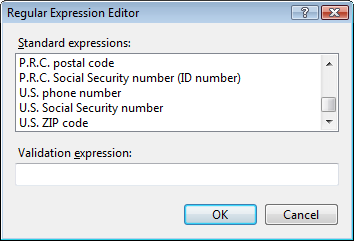 Regular Expression Editor
Standard expressions:
P.R.C. postal code
P.R.C. Social Security number (ID number)
U.S. phone number
U.S. Social Security number
U.S. ZIP code
Validation expression:
OK Cancel